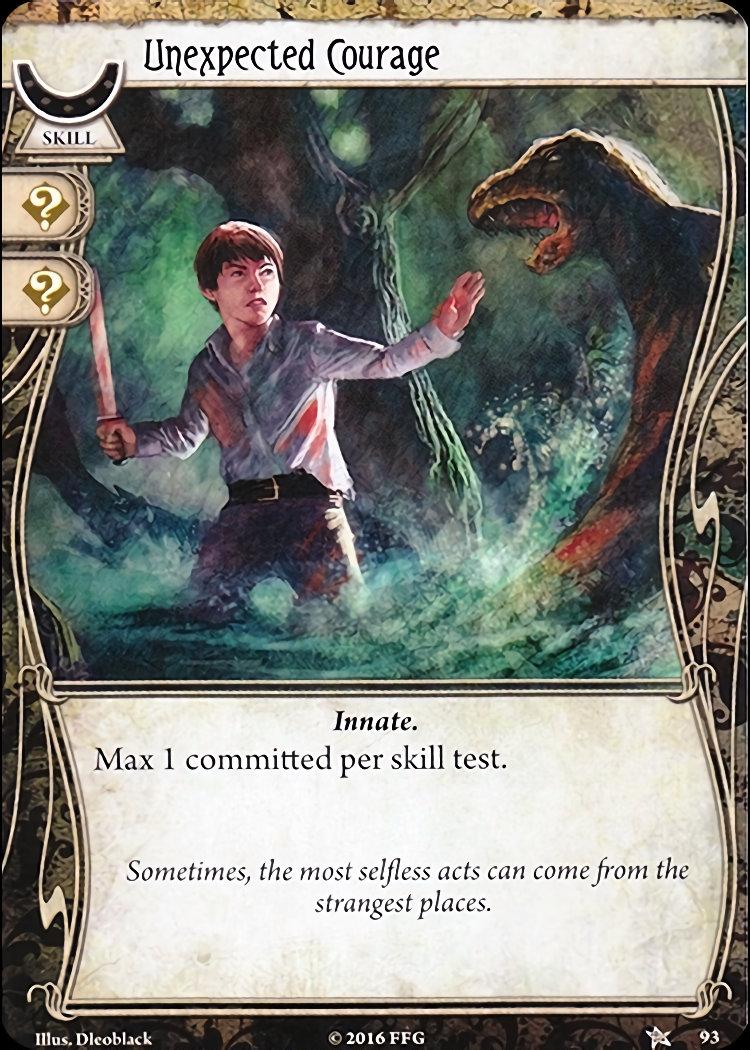 Unexpected Courage
SKILL
?
?
Innate.
Max 1 committed per skill test.
Sometimes, the most selfless acts can come from the
strangest places.
Illus. Dleoblack
© 2016 FFG
93